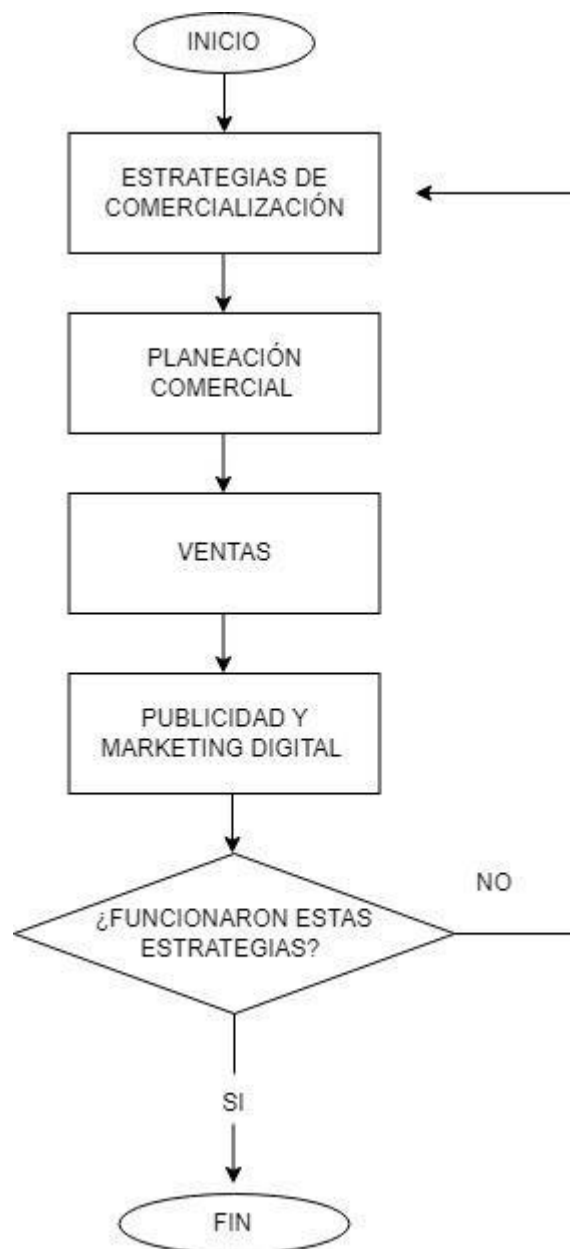 INICIO
ESTRATEGIAS DE
COMERCIALIZACIÓN
PLANEACIÓN
COMERCIAL
VENTAS
PUBLICIDAD Y
MARKETING DIGITAL
¿FUNCIONARON ESTAS
ESTRATEGIAS?
NO
SI
FIN